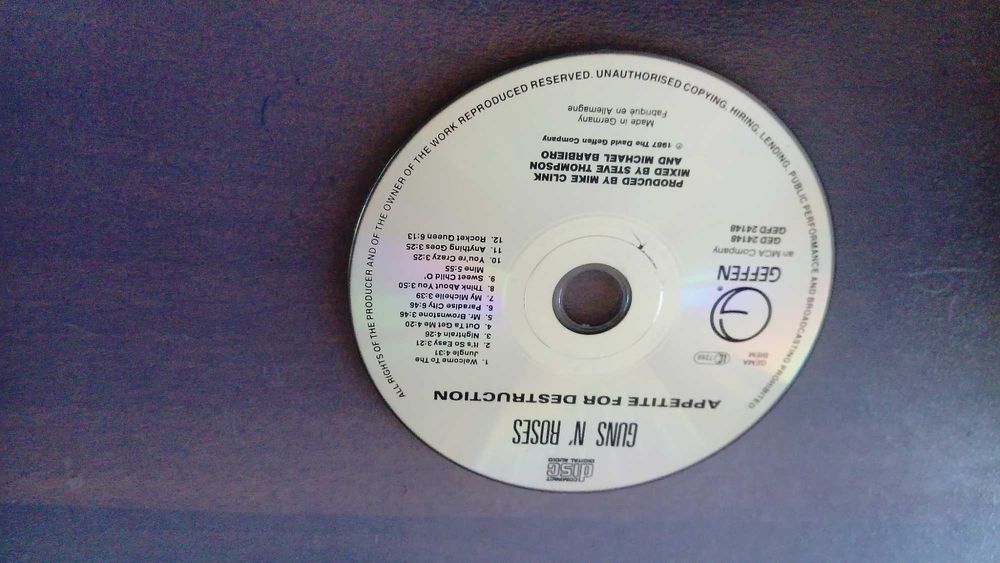 COMPACT
disc
DIGITAL AUDIO
GUNS N' ROSES
APPETITE FOR DESTRUCTION
GEMA
BIEM
LC 7266
GEFFEN
an MCA Company
GED 24148
GEFD 24148
1. Welcome To The
Jungle 4:31
2. It's So Easy 3:21
3. Nightrain 4:26
4. Out Ta Get Me 4:20
5. Mr. Brownstone 3:46
6. Paradise City 6:46
7. My Michelle 3:39
8. Think About You 3:50
9. Sweet Child O'
Mine 5:55
10. You're Crazy 3:25
11. Anything Goes 3:25
12. Rocket Queen 6:13
PRODUCED BY MIKE CLINK
MIXED BY STEVE THOMPSON
AND MICHAEL BARBIERO
℗ 1987 The David Geffen Company
Made in Germany
Fabriqué en Allemagne
ALL RIGHTS OF THE PRODUCER AND OF THE OWNER OF THE WORK REPRODUCED RESERVED. UNAUTHORISED COPYING, HIRING, LENDING, PUBLIC PERFORMANCE AND BROADCASTING PROHIBITED